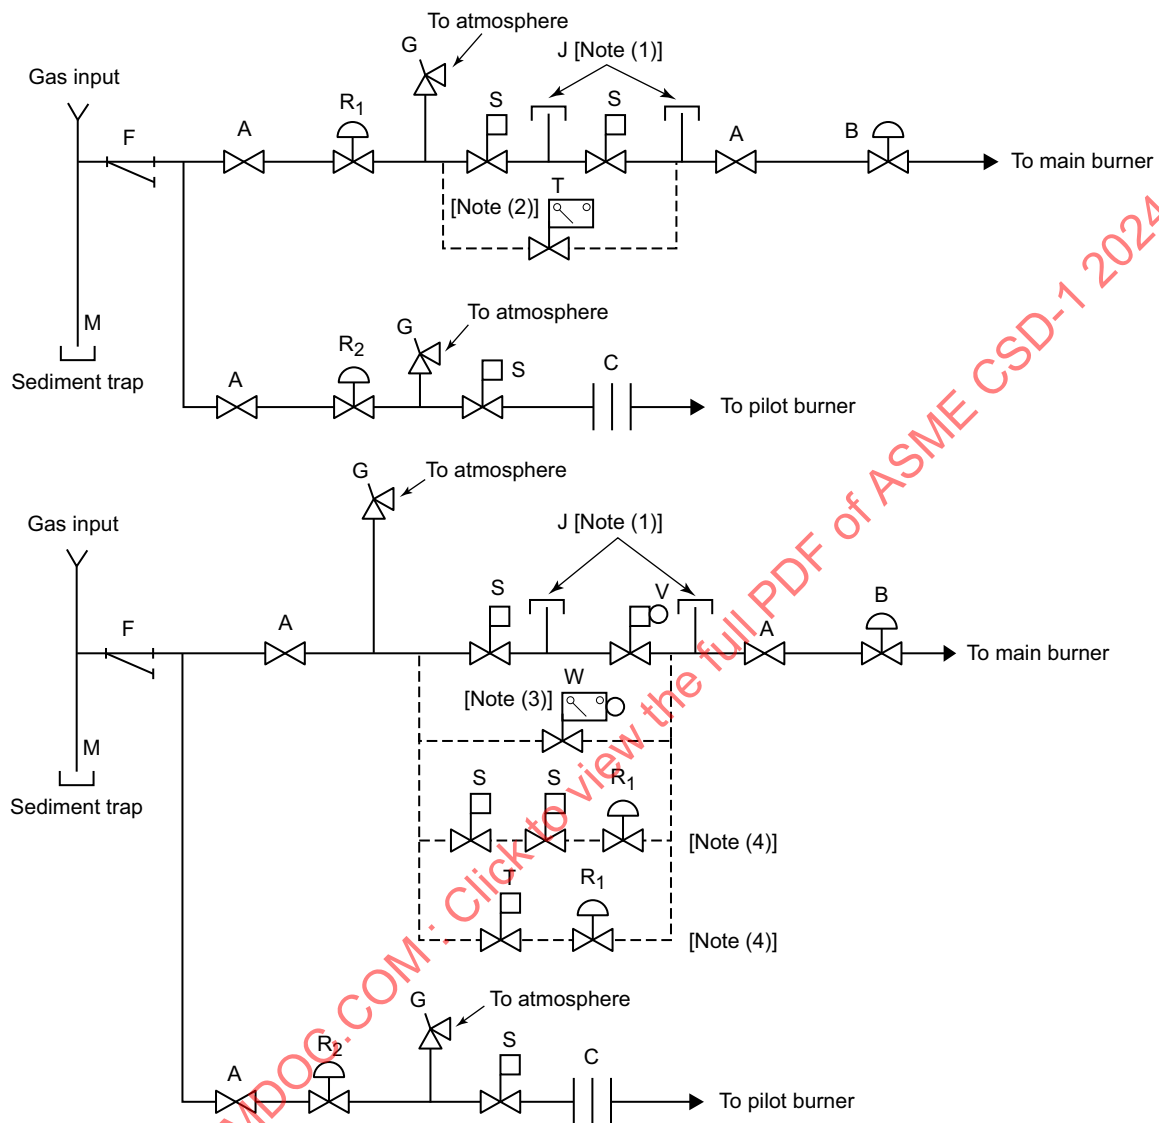 To atmosphere
G
J [Note (1)]
Gas input
F
A
R1
S
S
A
B
To main burner
T
[Note (2)]
M
Sediment trap
To atmosphere
G
R2
A
S
C
To pilot burner
To atmosphere
G
Gas input
J [Note (1)]
F
A
S
V
A
B
To main burner
W
[Note (3)]
M
Sediment trap
S
S
R1
[Note (4)]
T
R1
[Note (4)]
To atmosphere
G
A
R2
S
C
To pilot burner
MDOC.COM : Click to view the full PDF of ASME CSD-1 2024